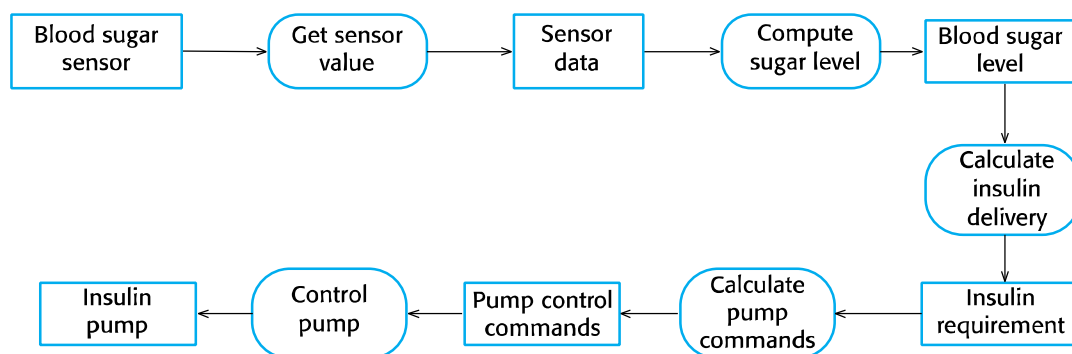 Blood sugar
sensor
Get sensor
value
Sensor
data
Compute
sugar level
Blood sugar
level
Calculate
insulin
delivery
Insulin
requirement
Calculate
pump
commands
Pump control
commands
Control
pump
Insulin
pump